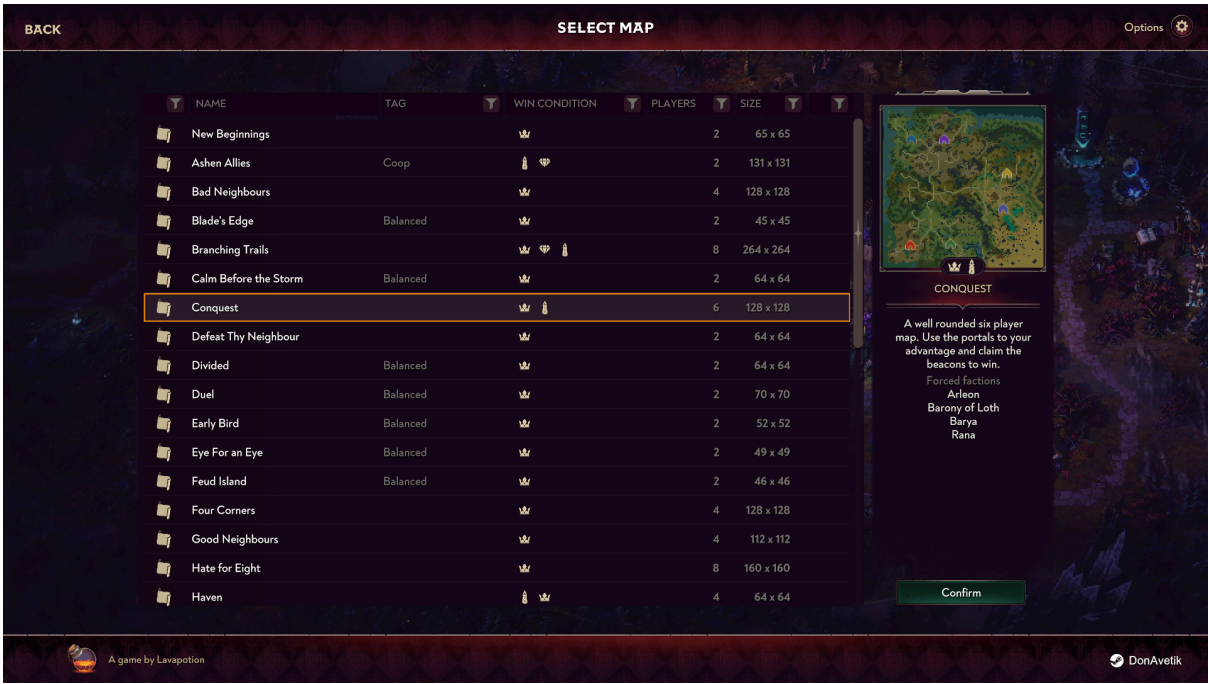 BACK
SELECT MAP
Options
NAME TAG WIN CONDITION PLAYERS SIZE
New Beginnings 2 65 x 65
Ashen Allies Coop 2 131 x 131
Bad Neighbours 4 128 x 128
Blade's Edge Balanced 2 45 x 45
Branching Trails 8 264 x 264
Calm Before the Storm Balanced 2 64 x 64
Conquest 6 128 x 128
Defeat Thy Neighbour 2 64 x 64
Divided Balanced 2 64 x 64
Duel Balanced 2 70 x 70
Early Bird Balanced 2 52 x 52
Eye For an Eye Balanced 2 49 x 49
Feud Island Balanced 2 46 x 46
Four Corners 4 128 x 128
Good Neighbours 4 112 x 112
Hate for Eight 8 160 x 160
Haven 4 64 x 64
CONQUEST
A well rounded six player
map. Use the portals to your
advantage and claim the
beacons to win.
Forced factions
Arleon
Barony of Loth
Barya
Rana
Confirm
A game by Lavapotion
DonAvetik